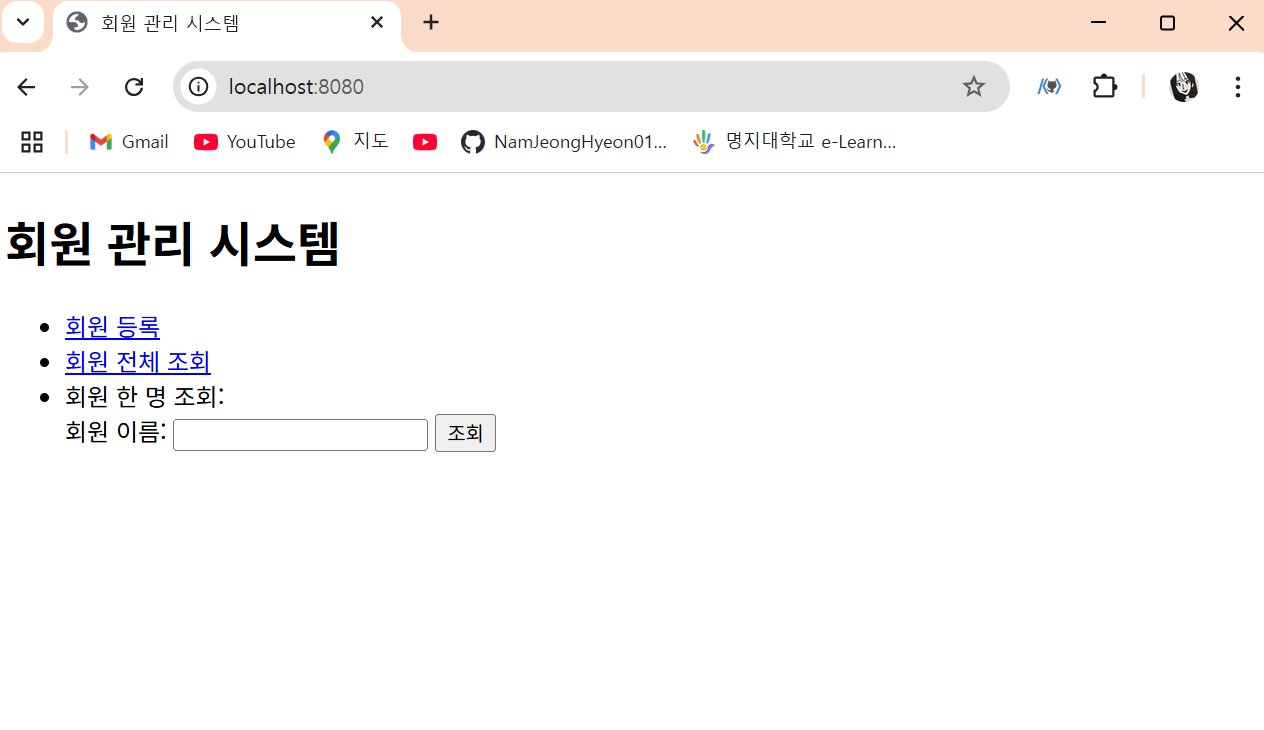 회원 관리 시스템
localhost:8080
Gmail YouTube 지도 NamJeongHyeon01... 명지대학교 e-Learn...
회원 관리 시스템
회원 등록
회원 전체 조회
회원 한 명 조회:
회원 이름: 조회